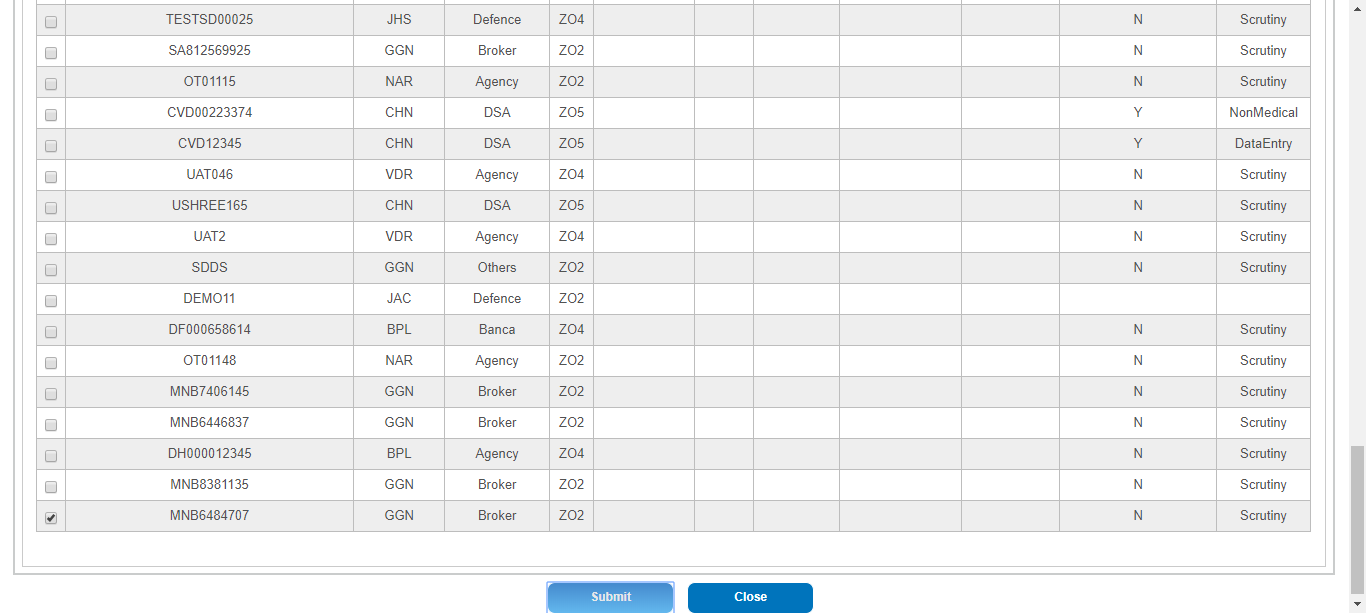 TESTSD00025 JHS Defence ZO4 N Scrutiny
SA812569925 GGN Broker ZO2 N Scrutiny
OT01115 NAR Agency ZO2 N Scrutiny
CVD00223374 CHN DSA ZO5 Y NonMedical
CVD12345 CHN DSA ZO5 Y DataEntry
UAT046 VDR Agency ZO4 N Scrutiny
USHREE165 CHN DSA ZO5 N Scrutiny
UAT2 VDR Agency ZO4 N Scrutiny
SDDS GGN Others ZO2 N Scrutiny
DEMO11 JAC Defence ZO2
DF000658614 BPL Banca ZO4 N Scrutiny
OT01148 NAR Agency ZO2 N Scrutiny
MNB7406145 GGN Broker ZO2 N Scrutiny
MNB6446837 GGN Broker ZO2 N Scrutiny
DH000012345 BPL Agency ZO4 N Scrutiny
MNB8381135 GGN Broker ZO2 N Scrutiny
MNB6484707 GGN Broker ZO2 N Scrutiny
Submit Close